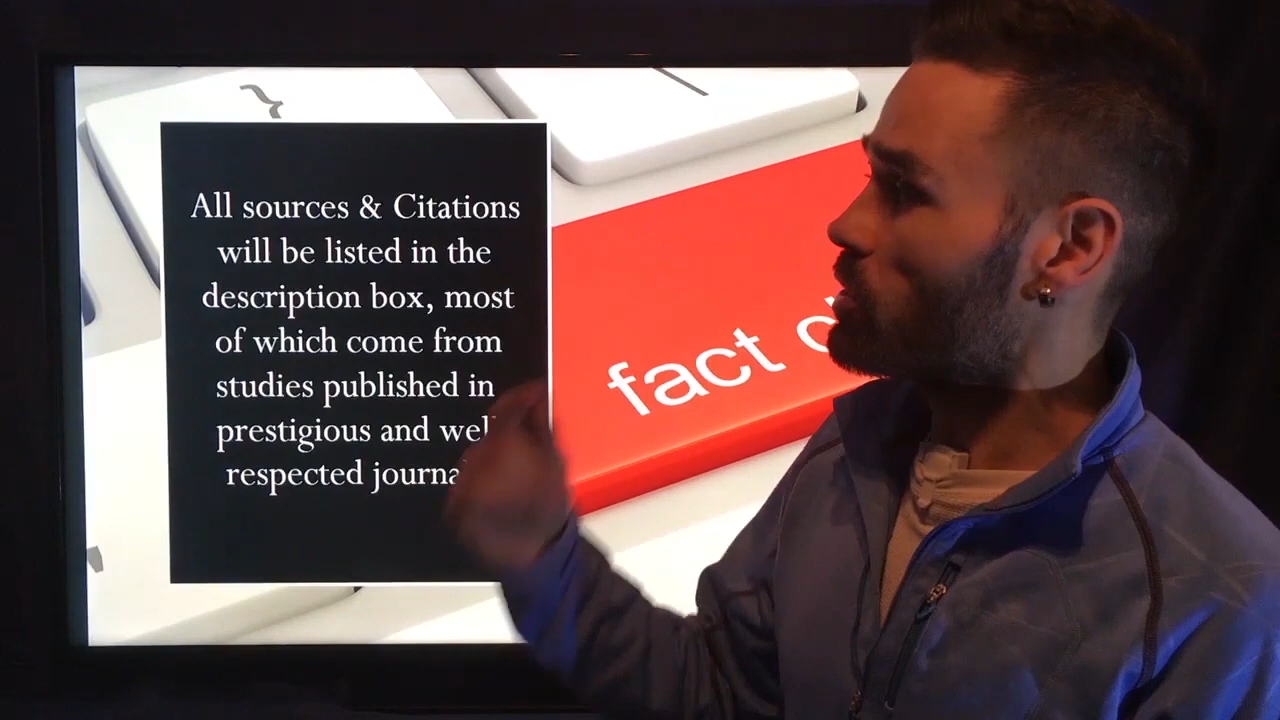 All sources & Citations
will be listed in the
description box, most
of which come from
studies published in
prestigious and
respected
fact